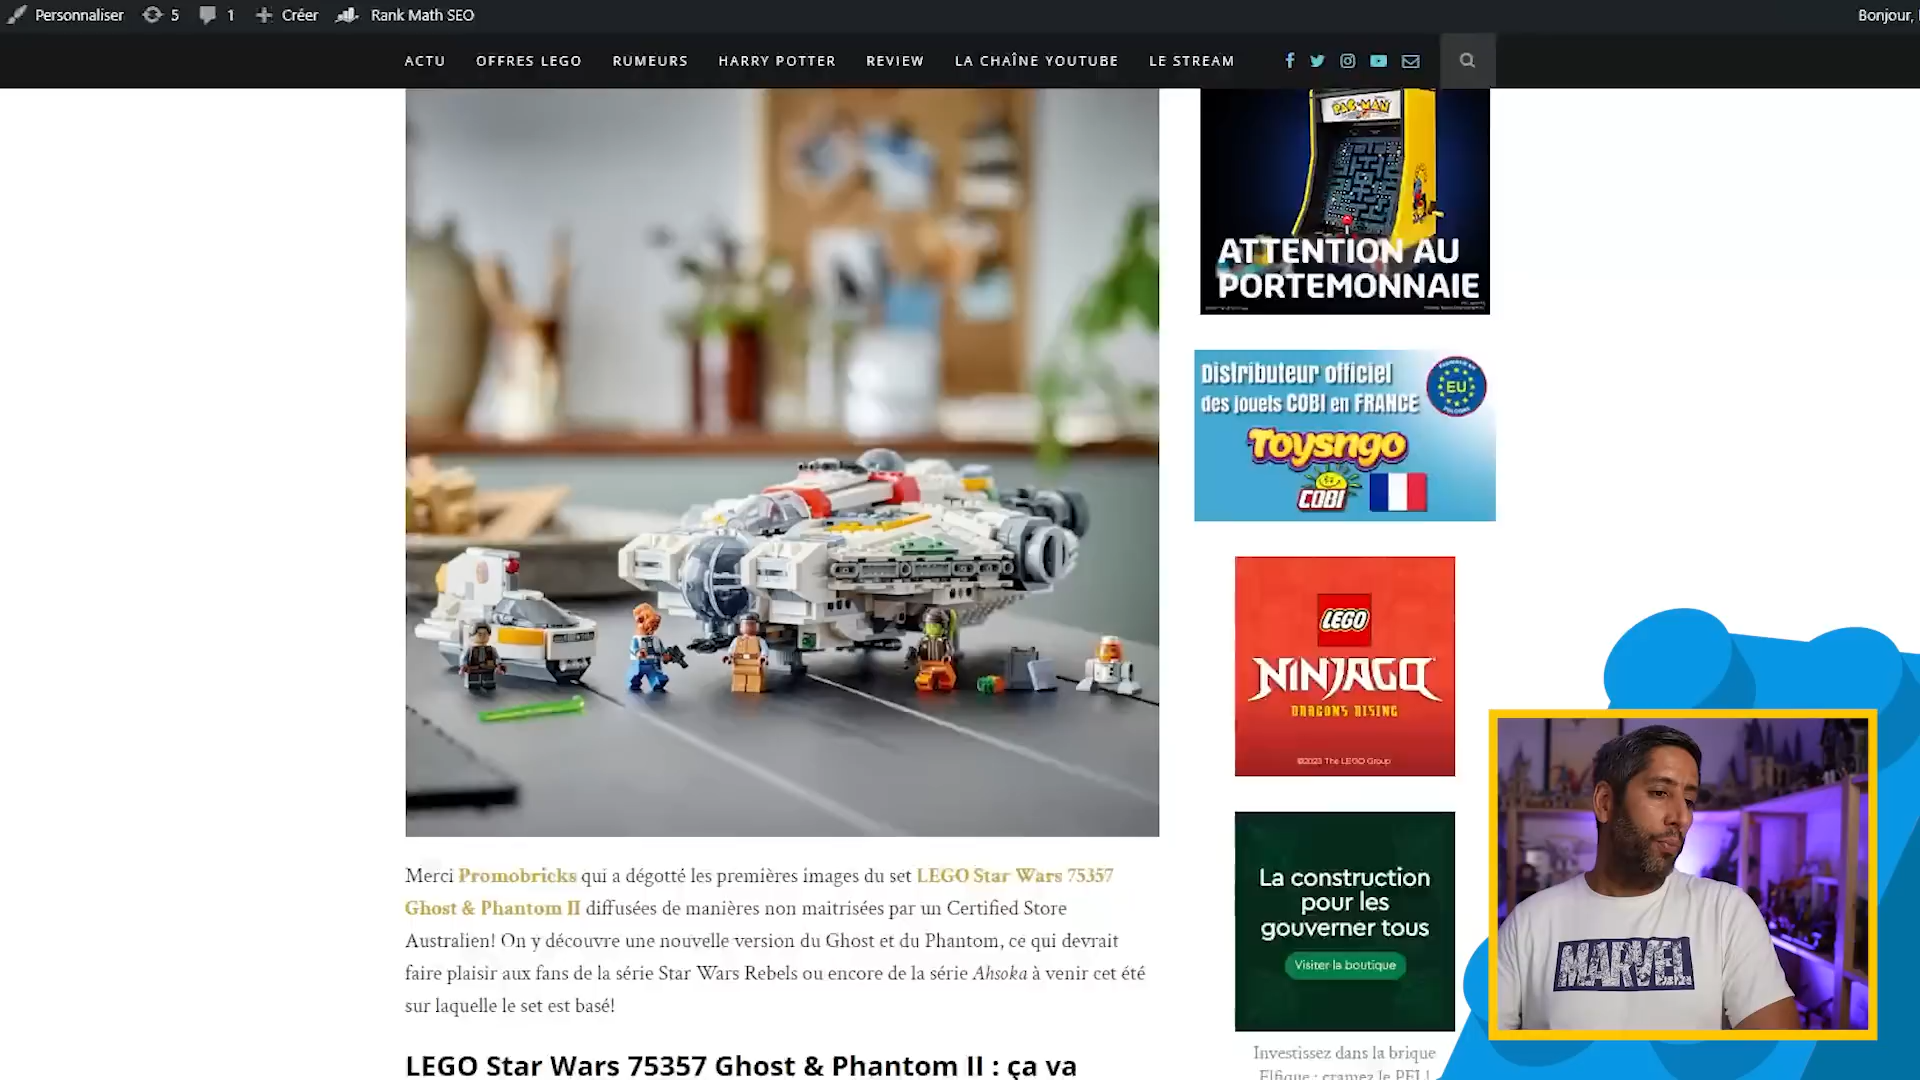 Personnaliser 5 1 Créer Rank Math SEO Bonjour,
ACTU OFFRES LEGO RUMEURS HARRY POTTER REVIEW LA CHAÎNE YOUTUBE LE STREAM
PAC-MAN
ATTENTION AU
PORTEMONNAIE
Distributeur officiel
des jouets COBI en FRANCE
EU
Toysngo
COBI
LEGO
NINJAGO
DRAGONS RISING
©2023 The LEGO Group
La construction
pour les
gouverner tous
Visiter la boutique
Investissez dans la brique
Elfique : cramez le PEL!
Merci Promobricks qui a dégotté les premières images du set LEGO Star Wars 75357
Ghost & Phantom II diffusées de manières non maitrisées par un Certified Store
Australien! On y découvre une nouvelle version du Ghost et du Phantom, ce qui devrait
faire plaisir aux fans de la série Star Wars Rebels ou encore de la série Ahsoka à venir cet été
sur laquelle le set est basé!
LEGO Star Wars 75357 Ghost & Phantom II : ça va
MARVEL